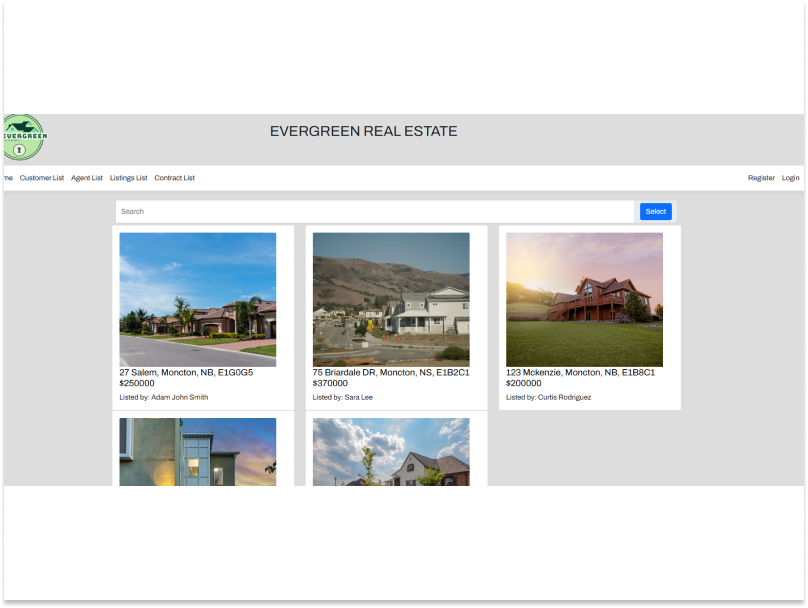 EVERGREEN
EVERGREEN REAL ESTATE
me Customer List Agent List Listings List Contract List Register Login
Search Select
27 Salem, Moncton, NB, E1G0G5
$250000
Listed by: Adam John Smith
75 Briardale DR, Moncton, NS, E1B2C1
$370000
Listed by: Sara Lee
123 Mckenzie, Moncton, NB, E1B8C1
$200000
Listed by: Curtis Rodriguez